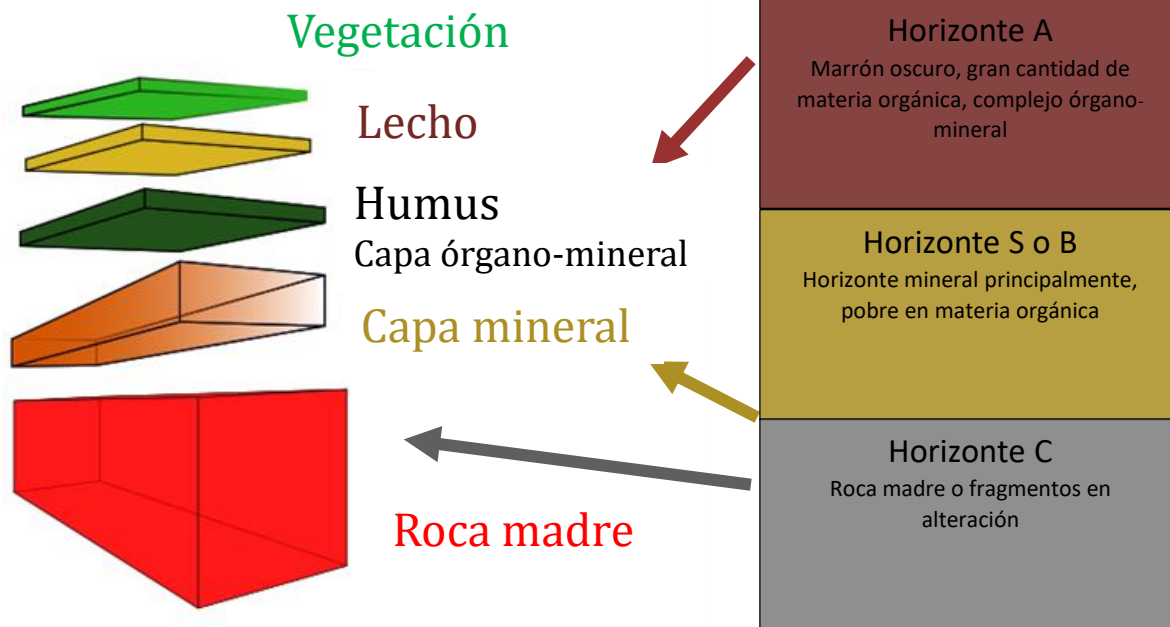 Vegetación
Lecho
Humus
Capa órgano-mineral
Capa mineral
Roca madre
Horizonte A
Marrón oscuro, gran cantidad de
materia orgánica, complejo órgano-
mineral
Horizonte S o B
Horizonte mineral principalmente,
pobre en materia orgánica
Horizonte C
Roca madre o fragmentos en
alteración